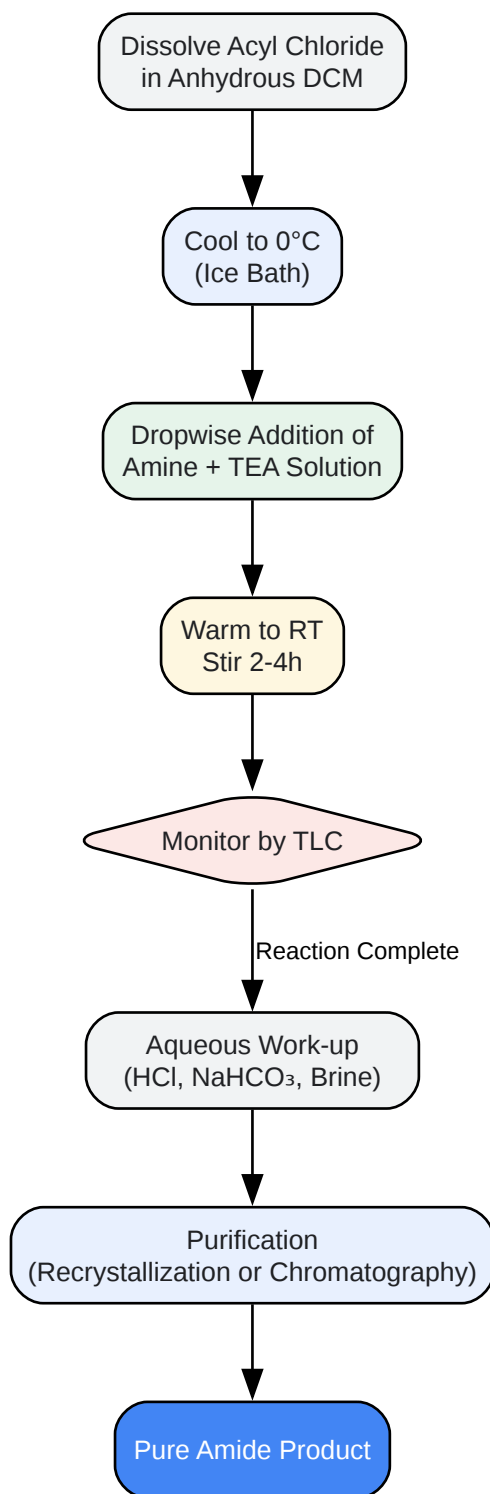 Dissolve Acyl Chloride
in Anhydrous DCM
Cool to 0°C
(Ice Bath)
Dropwise Addition of
Amine + TEA Solution
Warm to RT
Stir 2-4h
Monitor by TLC
Reaction Complete
Aqueous Work-up
(HCl, NaHCO₃, Brine)
Purification
(Recrystallization or Chromatography)
Pure Amide Product